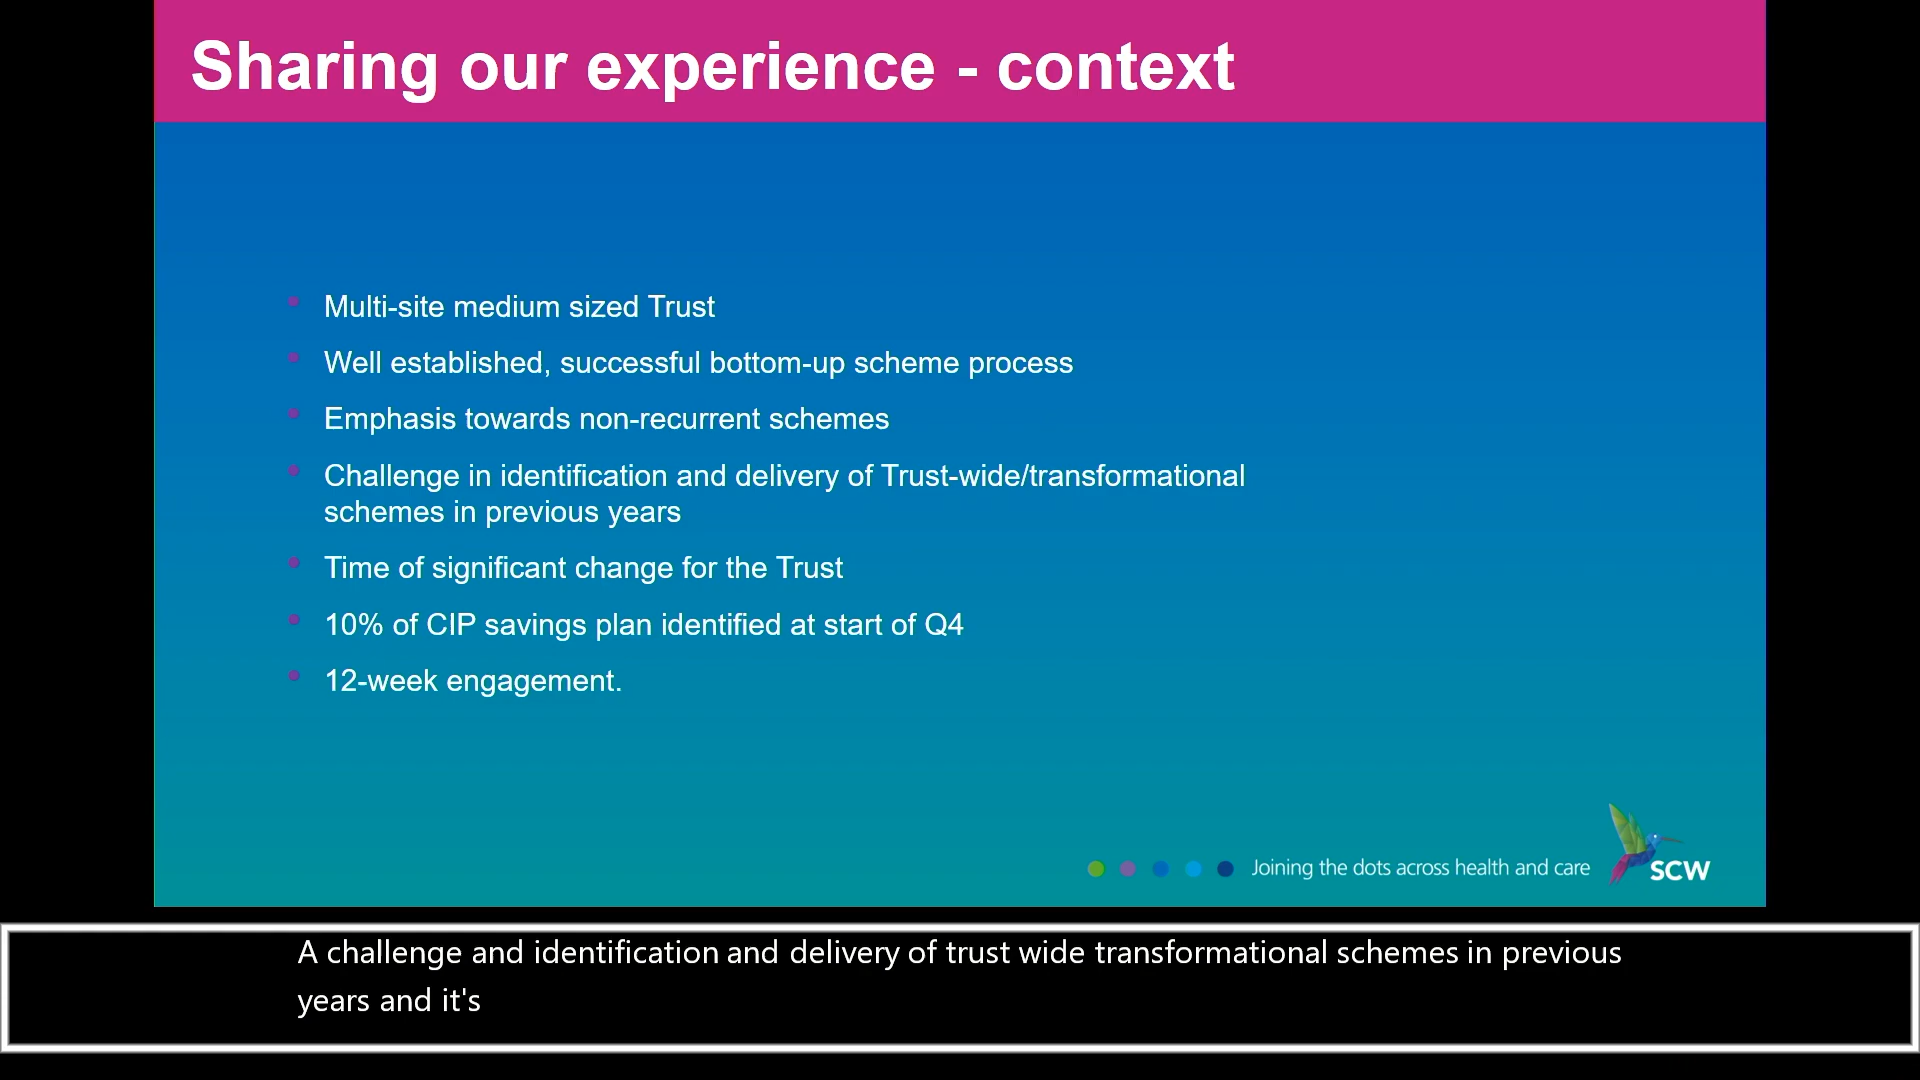 Sharing our experience - context
Multi-site medium sized Trust
Well established, successful bottom-up scheme process
Emphasis towards non-recurrent schemes
Challenge in identification and delivery of Trust-wide/transformational
schemes in previous years
Time of significant change for the Trust
10% of CIP savings plan identified at start of Q4
12-week engagement.
Joining the dots across health and care
SCW
A challenge and identification and delivery of trust wide transformational schemes in previous
years and it's